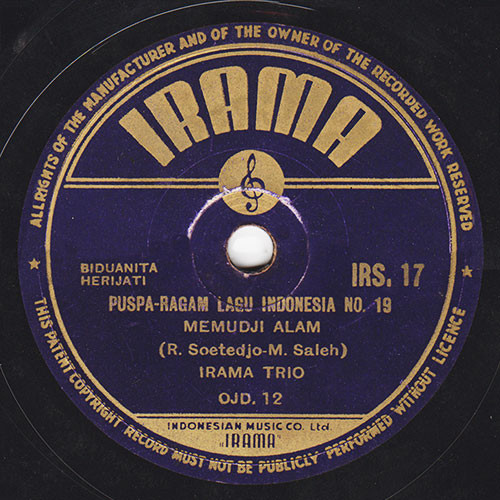 ALL RIGHTS OF THE MANUFACTURER AND OF THE OWNER OF THE RECORDED WORK RESERVED
IRAMA
BIDUANITA
HERIJATI
IRS. 17
PUSPA-RAGAM LAGU INDONESIA NO. 19
MEMUDJI ALAM
(R. Soetedjo-M. Saleh)
IRAMA TRIO
OJD. 12
INDONESIAN MUSIC CO. Ltd.
„IRAMA"
THIS PATENT COPYRIGHT RECORD MUST NOT BE PUBLICLY PERFORMED WITHOUT LICENCE